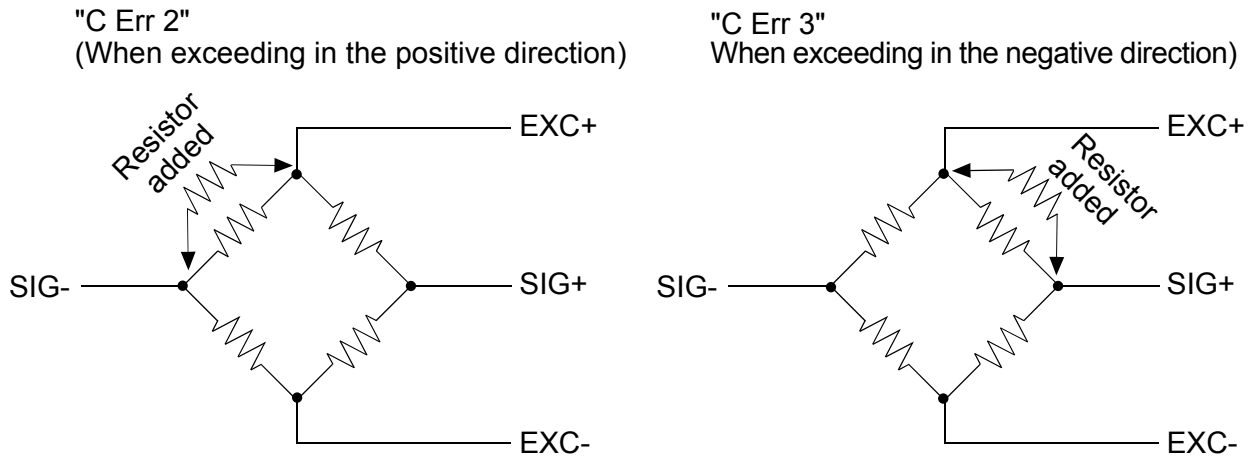 "C Err 2"
(When exceeding in the positive direction)
Resistor
added
EXC+
SIG-
SIG+
EXC-
"C Err 3"
When exceeding in the negative direction)
EXC+
Resistor
added
SIG-
SIG+
EXC-